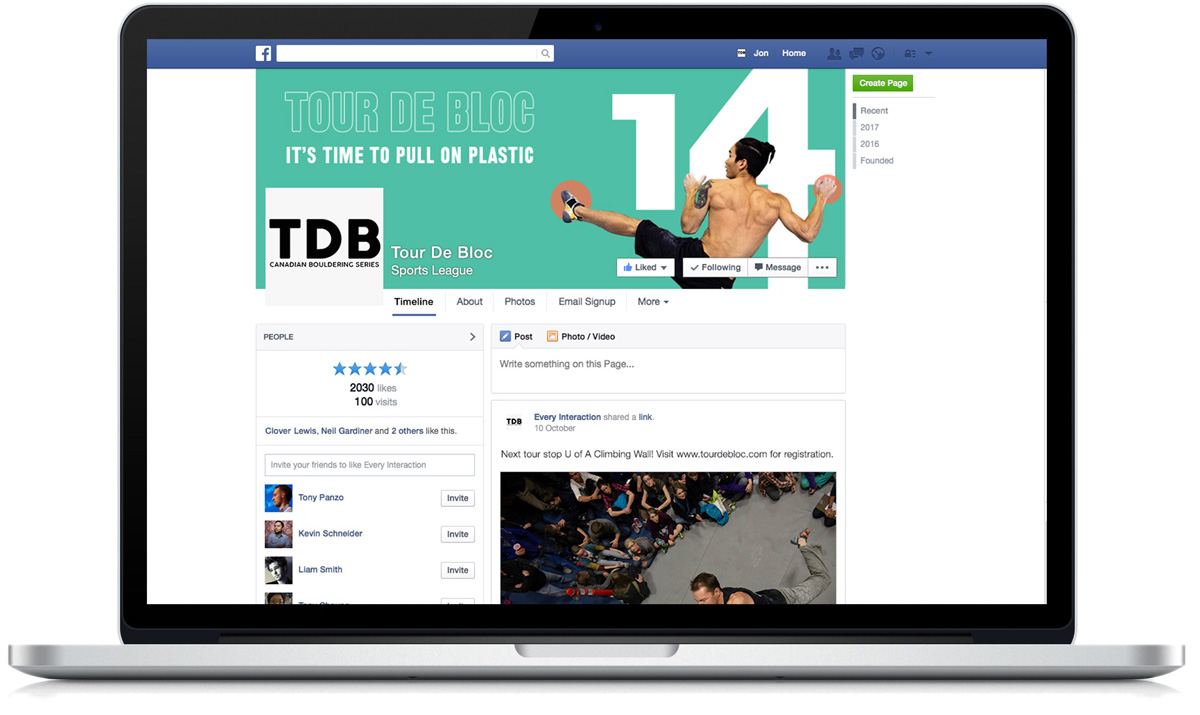 Jon Home
Create Page
Recent
2017
2016
Founded
TOUR DE BLOC
IT'S TIME TO PULL ON PLASTIC
14
TDB
CANADIAN BOULDERING SERIES
Tour De Bloc
Sports League
Liked
Following
Message
Timeline About Photos Email Signup More
PEOPLE
2030 likes
100 visits
Clover Lewis, Neil Gardiner and 2 others like this.
Invite your friends to like Every Interaction
Tony Panzo Invite
Kevin Schneider Invite
Liam Smith Invite
Post Photo / Video
Write something on this Page...
TDB
Every Interaction shared a link.
10 October
Next tour stop U of A Climbing Wall! Visit www.tourdebloc.com for registration.